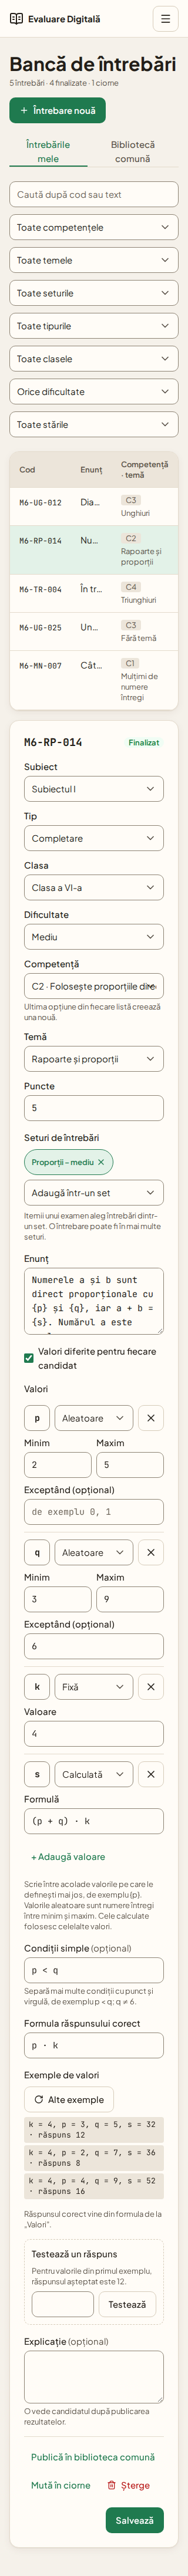 Evaluare Digitală
Bancă de întrebări
5 întrebări · 4 finalizate · 1 ciorne
+ Întrebare nouă
Întrebările mele
Biblioteca comună
Caută după cod sau text
Toate competențele
Toate temele
Toate seturile
Toate tipurile
Toate clasele
Orice dificultate
Toate stările
Cod Enunț Competență · temă
M6-UG-012 Dia… C3
Unghiuri
M6-RP-014 Nu… C2
Rapoarte și proporții
M6-TR-004 În tr… C4
Triunghiuri
M6-UG-025 Un… C3
Fără temă
M6-MN-007 Cât… C1
Mulțimi de numere întregi
M6-RP-014 Finalizat
Subiect
Subiectul I
Tip
Completare
Clasa
Clasa a VI-a
Dificultate
Mediu
Competență
C2 · Folosește proporțiile dire
Ultima opțiune din fiecare listă creează una nouă.
Temă
Rapoarte și proporții
Puncte
5
Seturi de întrebări
Proporții – mediu ×
Adaugă într-un set
Itemii unui examen aleg întrebări dintr-un set. O întrebare poate fi în mai multe seturi.
Enunț
Numerele a și b sunt
direct proporționale cu
{p} și {q}, iar a + b =
{s}. Numărul a este
Valori diferite pentru fiecare candidat
Valori
p Aleatoare
Minim Maxim
2 5
Exceptând (opțional)
de exemplu 0, 1
q Aleatoare
Minim Maxim
3 9
Exceptând (opțional)
6
k Fixă
Valoare
4
s Calculată
Formulă
(p + q) · k
+ Adaugă valoare
Scrie între acolade valorile pe care le definești mai jos, de exemplu {p}. Valorile aleatoare sunt numere întregi între minim și maxim. Cele calculate folosesc celelalte valori.
Condiții simple (opțional)
p < q
Separă mai multe condiții cu punct și virgulă, de exemplu p < q; q ≠ 6.
Formula răspunsului corect
p · k
Exemple de valori
Alte exemple
k = 4, p = 3, q = 5, s = 32 · răspuns 12
k = 4, p = 2, q = 7, s = 36 · răspuns 8
k = 4, p = 4, q = 9, s = 52 · răspuns 16
Răspunsul corect vine din formula de la „Valori”.
Testează un răspuns
Pentru valorile din primul exemplu, răspunsul așteptat este 12.
Testează
Explicație (opțional)
O vede candidatul după publicarea rezultatelor.
Publică în biblioteca comună
Mută în ciorne Șterge
Salvează